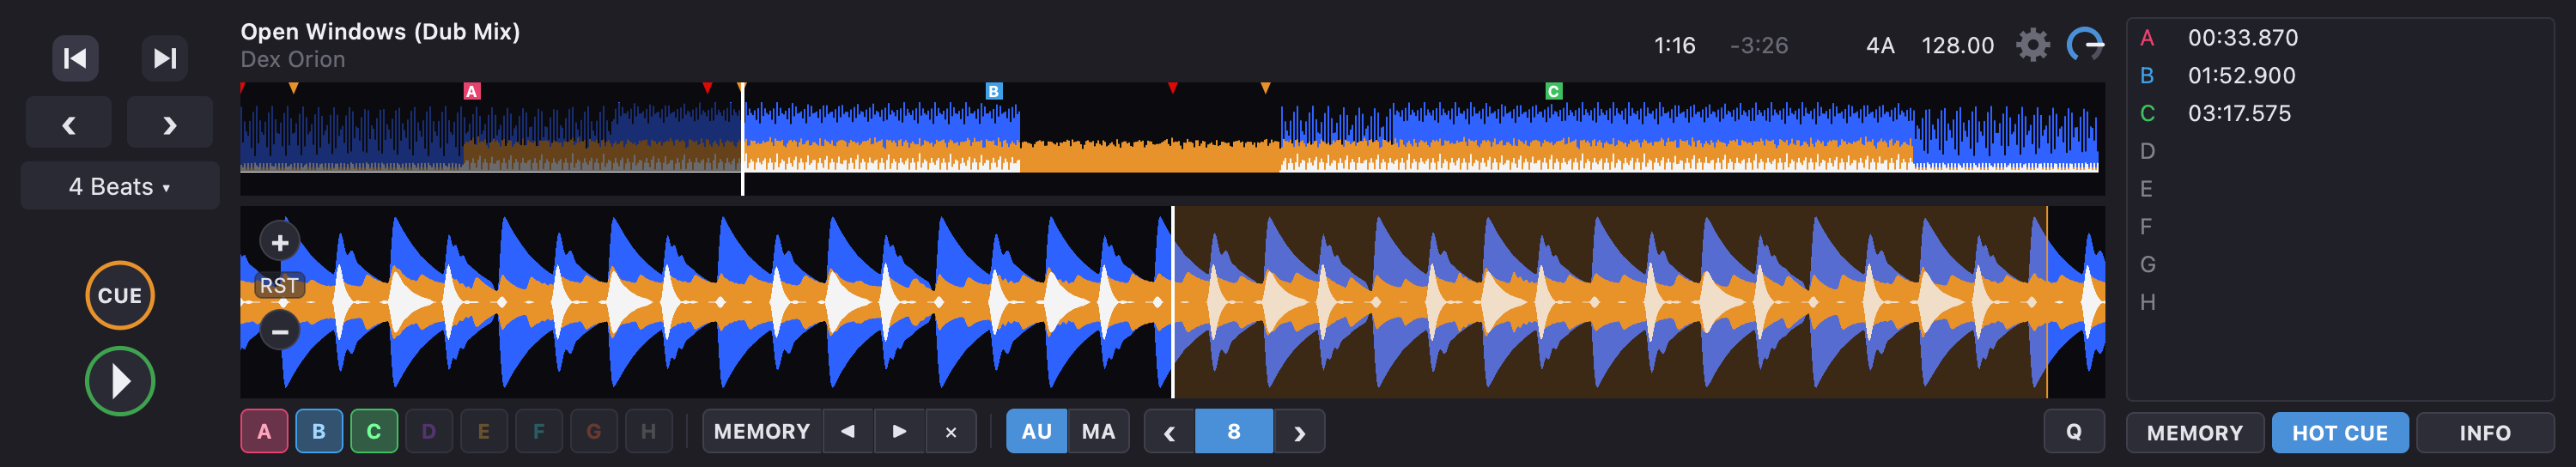 Open Windows (Dub Mix)
Dex Orion
1:16 -3:26 4A 128.00
4 Beats
CUE
A B C
RST
A B C D E F G H MEMORY AU MA 8 Q
A 00:33.870
B 01:52.900
C 03:17.575
D
E
F
G
H
MEMORY HOT CUE INFO